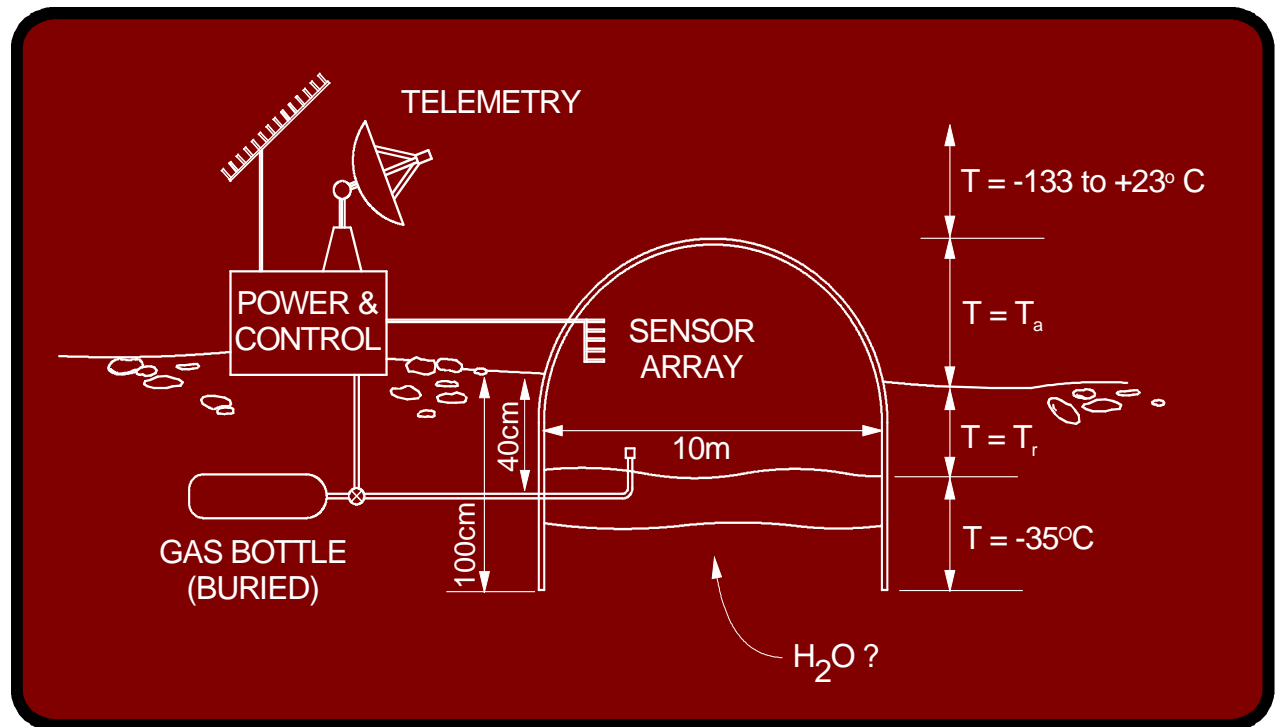 TELEMETRY
T = -133 to +23° C
POWER &
CONTROL
SENSOR
ARRAY
T = Tₐ
40cm
10m
T = Tᵣ
100cm
GAS BOTTLE
(BURIED)
T = -35°C
H₂O ?